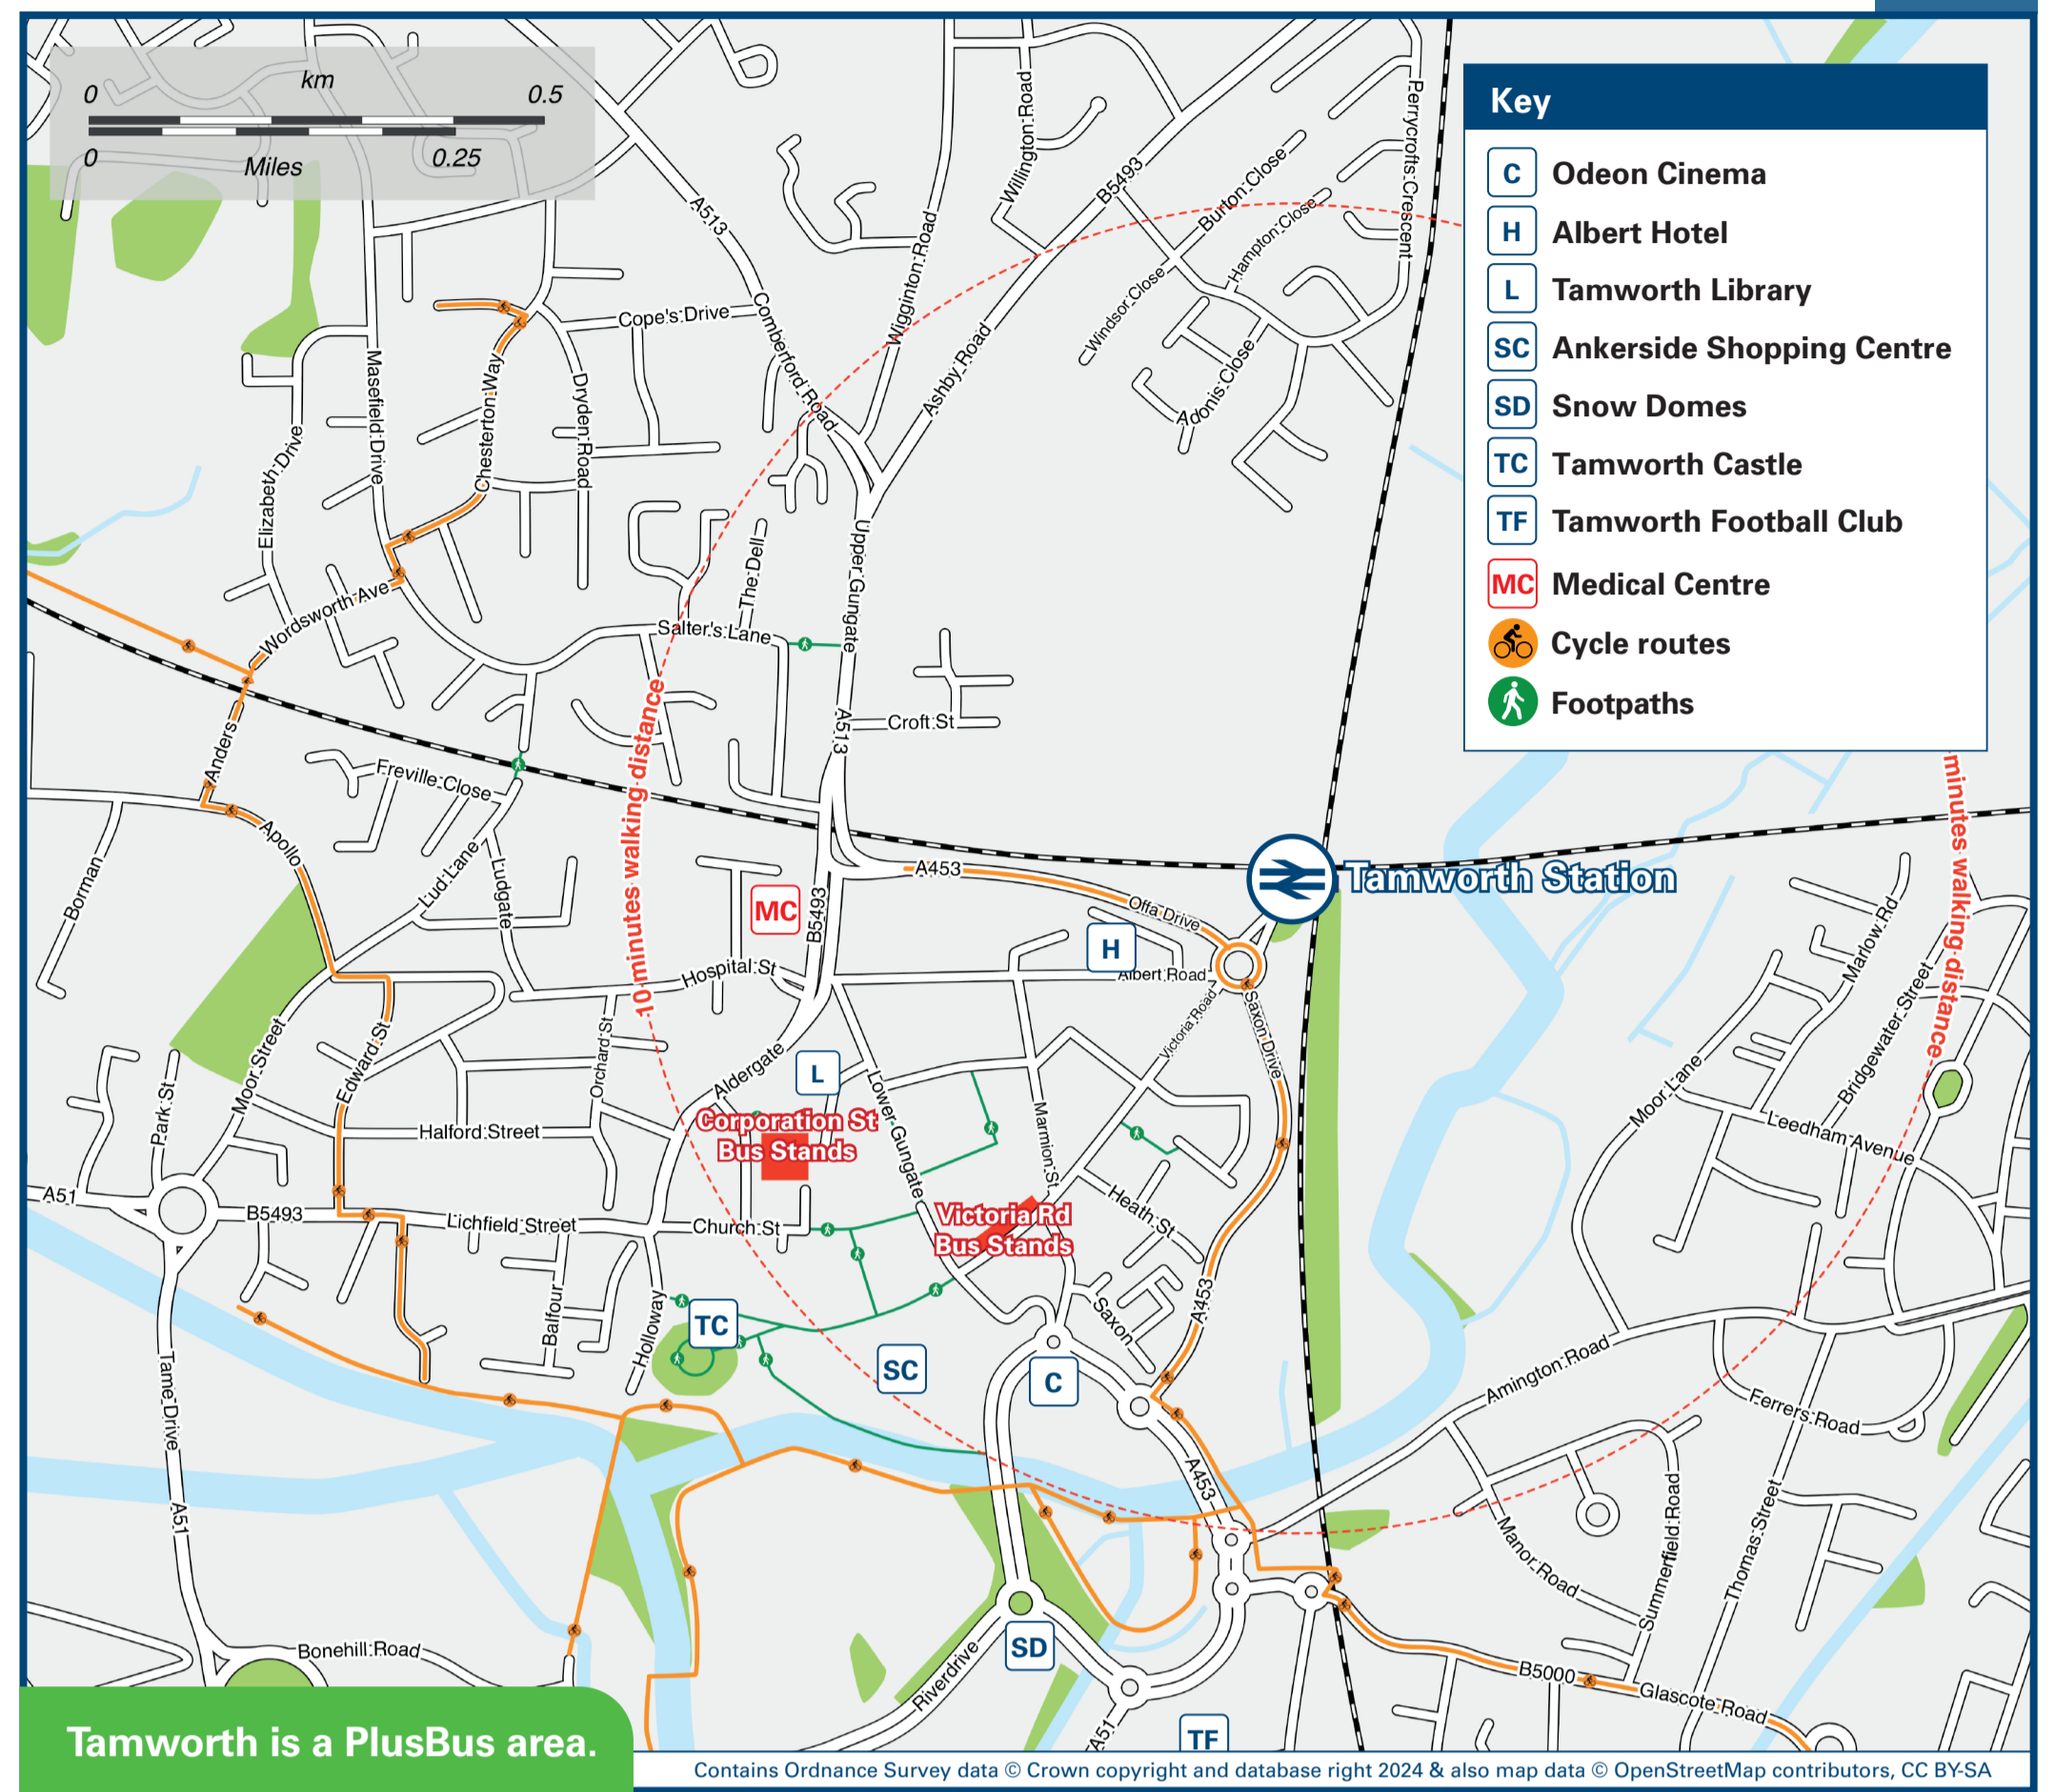 km
0
0.5
0
0.25
Miles
Key
C
Odeon Cinema
H
Albert Hotel
L
Tamworth Library
SC
Ankerside Shopping Centre
SD
Snow Domes
TC
Tamworth Castle
TF
Tamworth Football Club
MC
Medical Centre
Cycle routes
Footpaths
Willington Road
Perrycrofts Crescent
B5493
Burton Close
Hampton Close
A513
Wigginton Road
Windsor Close
Cope's Drive
Comberford Road
Ashby Road
Adonis Close
Masefield Drive
Chesterton Way
Dryden Road
Elizabeth Drive
The Dell
Upper Gungate
Wordsworth Ave
Salter's Lane
10 minutes walking distance
Croft St
A513
Anders
Freville Close
Apollo
Lud Lane
Ludgate
Borman
A453
Offa Drive
Tamworth Station
MC
B5493
H
Albert Road
Hospital St
Victoria Road
Saxon Drive
Marlow Rd
Bridgewater Street
minutes walking distance
Moor Lane
Leedham Avenue
Moor Street
Edward St
Orchard St
Aldergate
L
Park St
Halford Street
Corporation St
Bus Stands
Lower Gungate
Marmion St
Heath St
Victoria Rd
Bus Stands
A51
B5493
Lichfield Street
Church St
Balfour
Holloway
TC
SC
C
Saxon
A453
Amington Road
Ferrers Road
Tame Drive
A51
A453
Manor Road
Summerfield Road
Thomas Street
Bonehill Road
SD
Riverdrive
A51
TF
B5000
Glascote Road
Tamworth is a PlusBus area.
Contains Ordnance Survey data © Crown copyright and database right 2024 & also map data © OpenStreetMap contributors, CC BY-SA